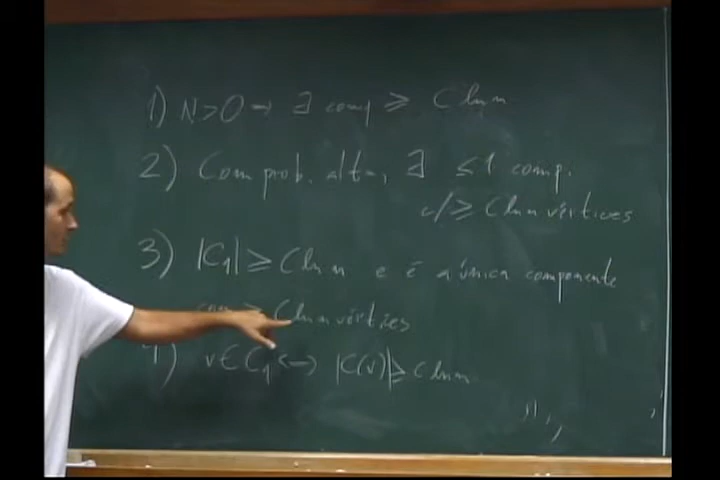 1) N>0 → ∃ comp ≥ C ln n
2) Com prob. alta, ∃ ≤1 comp.
c/ ≥ C ln n vértices
3) |C₁| ≥ C ln n e é a única componente
com ≥ C ln n vértices
4) v ∈ C₁ ↔ |C(v)| ≥ C ln n